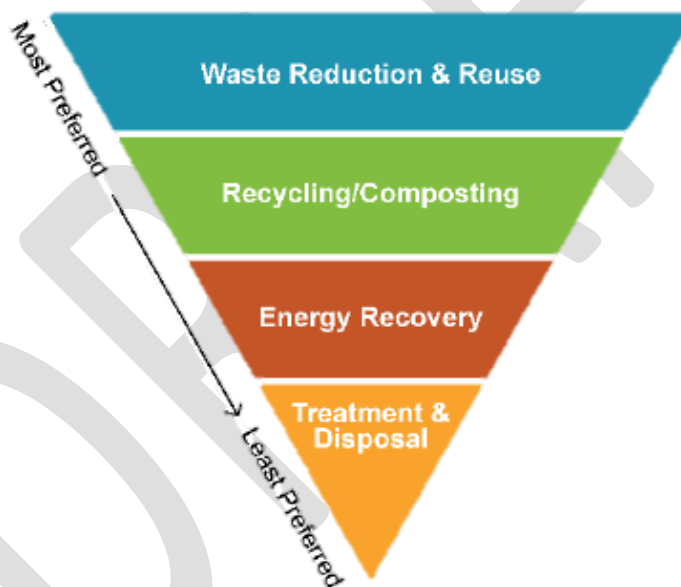 Waste Reduction & Reuse
Most Preferred
Recycling/Composting
Energy Recovery
Treatment &
Disposal
Least Preferred